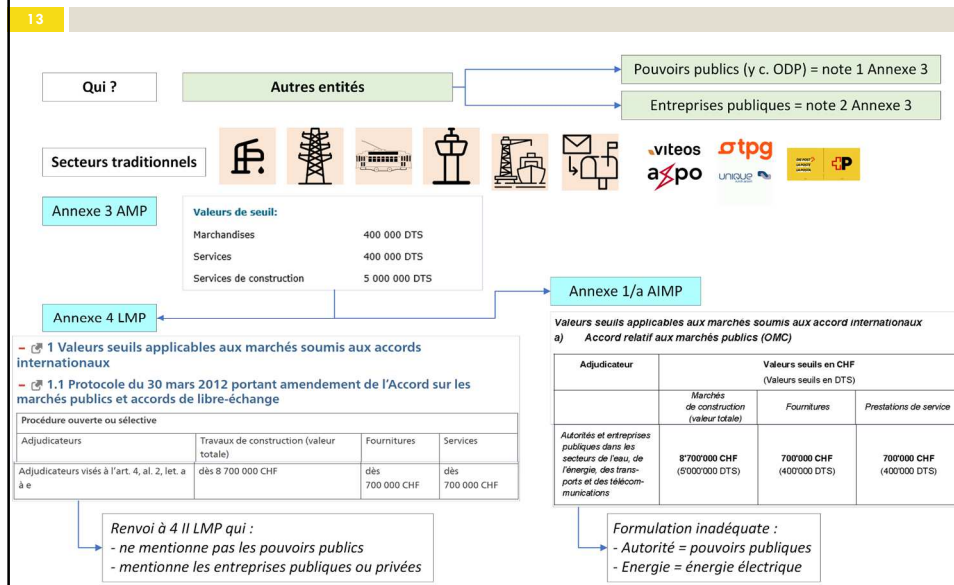 13
Qui ?
Autres entités
Pouvoirs publics (y c. ODP) = note 1 Annexe 3
Entreprises publiques = note 2 Annexe 3
Secteurs traditionnels
viteos
tpg
axpo
unique
P
Annexe 3 AMP
Valeurs de seuil:
Marchandises 400 000 DTS
Services 400 000 DTS
Services de construction 5 000 000 DTS
Annexe 4 LMP
Annexe 1/a AIMP
– 1 Valeurs seuils applicables aux marchés soumis aux accords
internationaux
– 1.1 Protocole du 30 mars 2012 portant amendement de l'Accord sur les
marchés publics et accords de libre-échange
Procédure ouverte ou sélective
Adjudicateurs Travaux de construction (valeur totale) Fournitures Services
Adjudicateurs visés à l'art. 4, al. 2, let. a à e dès 8 700 000 CHF dès 700 000 CHF dès 700 000 CHF
Valeurs seuils applicables aux marchés soumis aux accord internationaux
a) Accord relatif aux marchés publics (OMC)
Adjudicateur Valeurs seuils en CHF
(Valeurs seuils en DTS)
Marchés de construction (valeur totale) Fournitures Prestations de service
Autorités et entreprises publiques dans les secteurs de l'eau, de l'énergie, des trans-ports et des télécom-munications 8'700'000 CHF (5'000'000 DTS) 700'000 CHF (400'000 DTS) 700'000 CHF (400'000 DTS)
Renvoi à 4 II LMP qui :
- ne mentionne pas les pouvoirs publics
- mentionne les entreprises publiques ou privées
Formulation inadéquate :
- Autorité = pouvoirs publiques
- Energie = énergie électrique